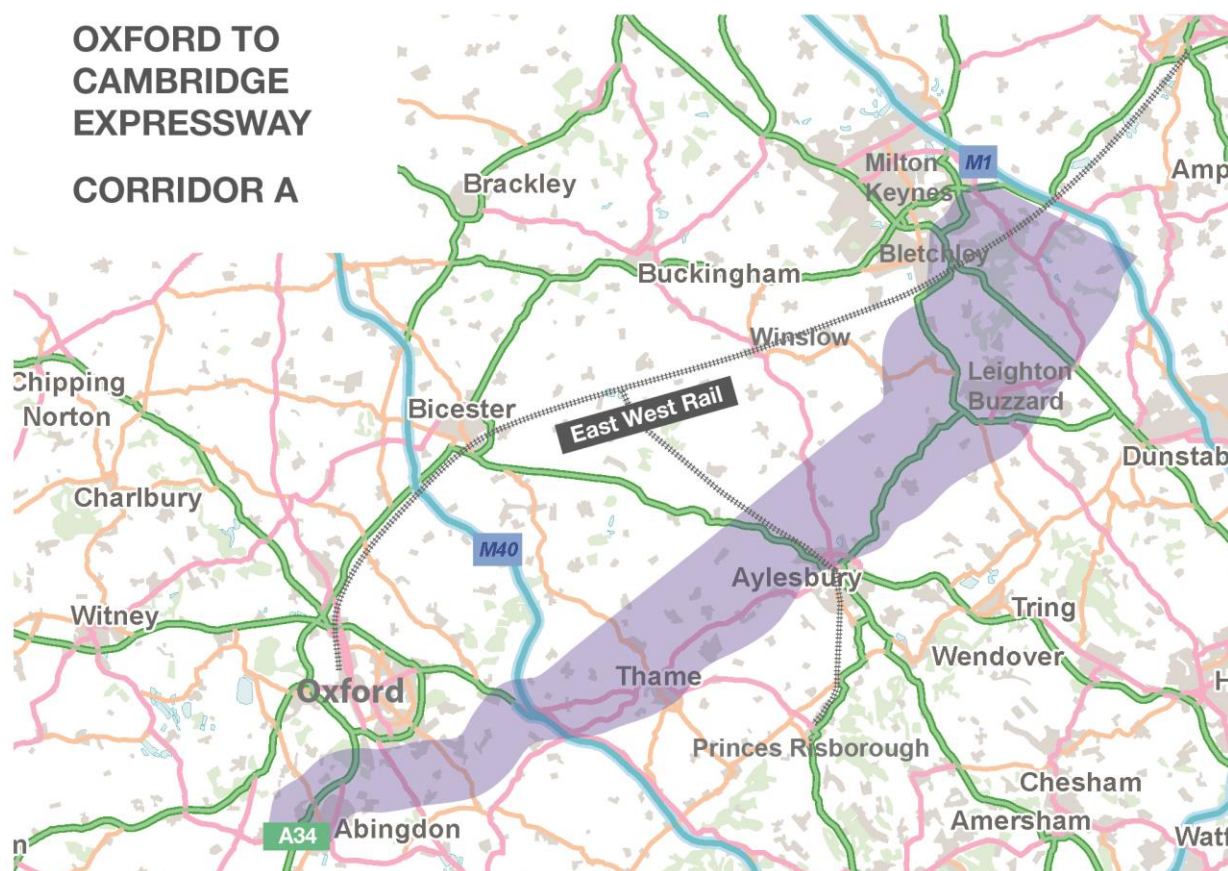 OXFORD TO
CAMBRIDGE
EXPRESSWAY
CORRIDOR A
Milton
Keynes
M1
Amp
Brackley
Bletchley
Buckingham
Winslow
Chipping
Norton
Leighton
Buzzard
Bicester
East West Rail
Dunstab
Charlbury
M40
Aylesbury
Tring
Witney
Wendover
Thame
H
Oxford
Princes Risborough
Chesham
Amersham
A34
Abingdon
n
Watf